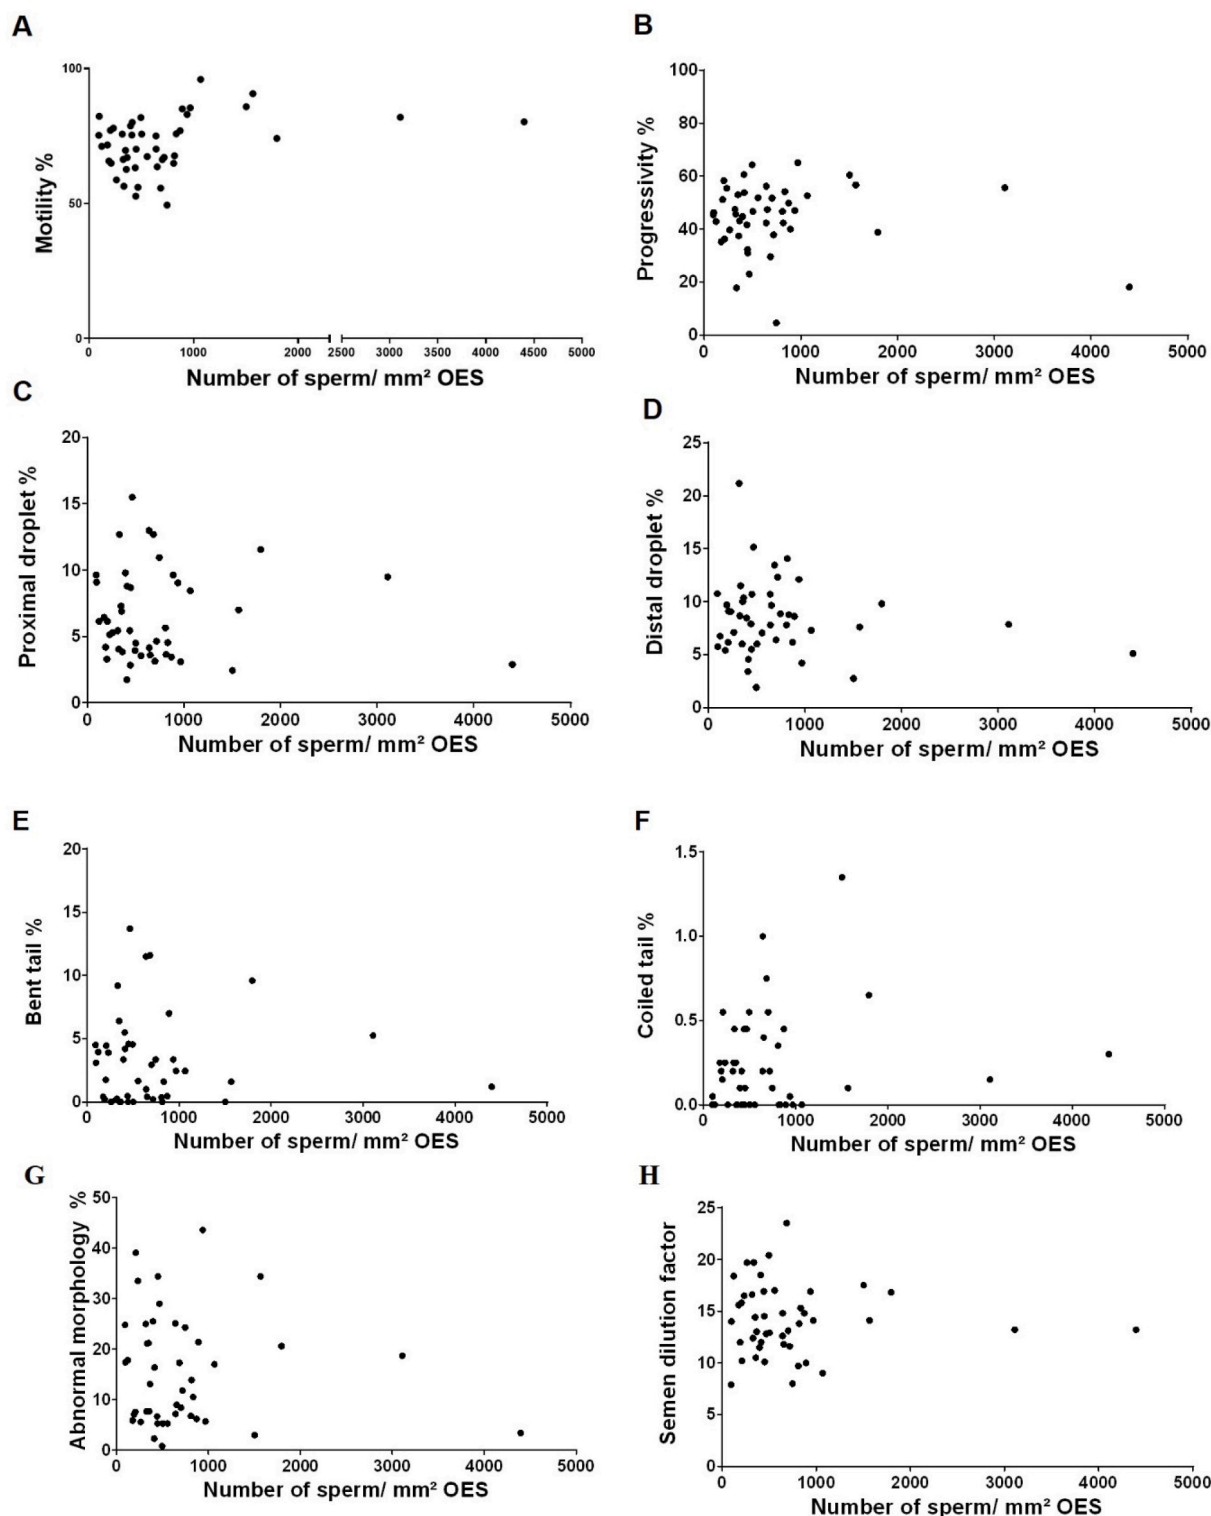 A
Motility %
100
50
0
0 1000 2000 2500 3000 3500 4000 4500 5000
Number of sperm/ mm² OES
B
Progressivity %
100
80
60
40
20
0
0 1000 2000 3000 4000 5000
Number of sperm/ mm² OES
C
Proximal droplet %
20
15
10
5
0
0 1000 2000 3000 4000 5000
Number of sperm/ mm² OES
D
Distal droplet %
25
20
15
10
5
0
0 1000 2000 3000 4000 5000
Number of sperm/ mm² OES
E
Bent tail %
20
15
10
5
0
0 1000 2000 3000 4000 5000
Number of sperm/ mm² OES
F
Coiled tail %
1.5
1.0
0.5
0.0
0 1000 2000 3000 4000 5000
Number of sperm/ mm² OES
G
Abnormal morphology %
50
40
30
20
10
0
0 1000 2000 3000 4000 5000
Number of sperm/ mm² OES
H
Semen dilution factor
25
20
15
10
5
0
0 1000 2000 3000 4000 5000
Number of sperm/ mm² OES